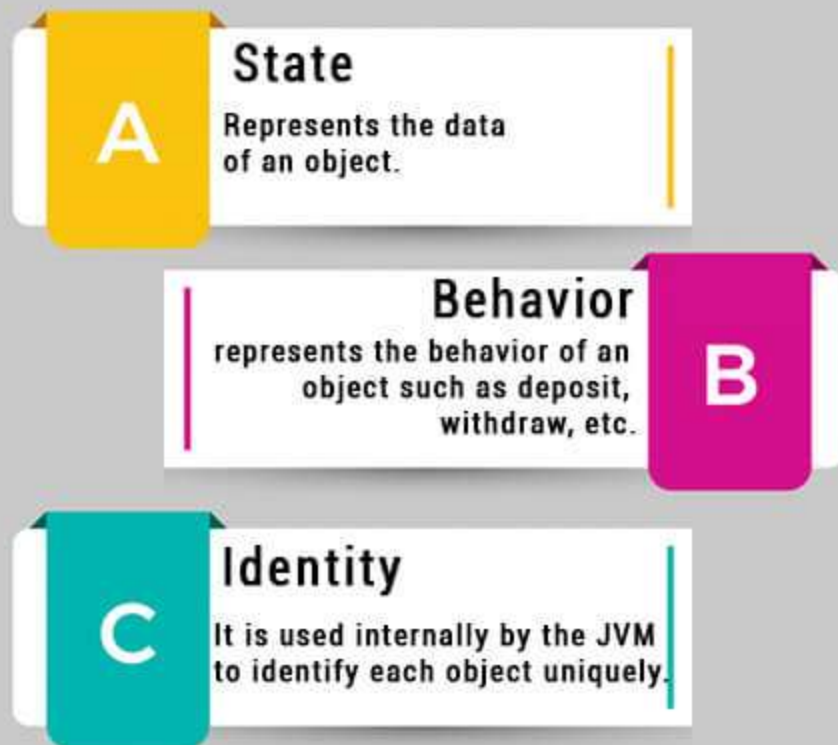 A
State
Represents the data
of an object.
B
Behavior
represents the behavior of an
object such as deposit,
withdraw, etc.
C
Identity
It is used internally by the JVM
to identify each object uniquely.